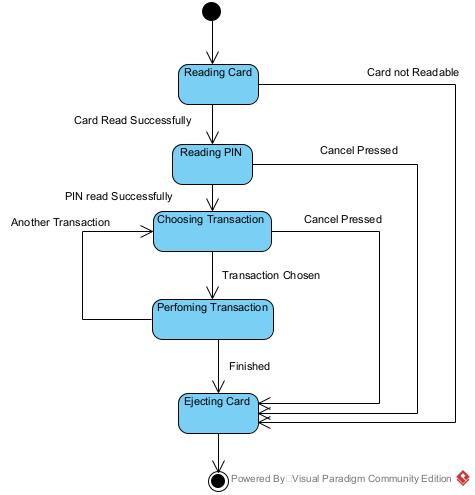 Reading Card
Card not Readable
Card Read Successfully
Reading PIN
Cancel Pressed
PIN read Successfully
Choosing Transaction
Cancel Pressed
Another Transaction
Transaction Chosen
Perfoming Transaction
Finished
Ejecting Card
Powered By Visual Paradigm Community Edition